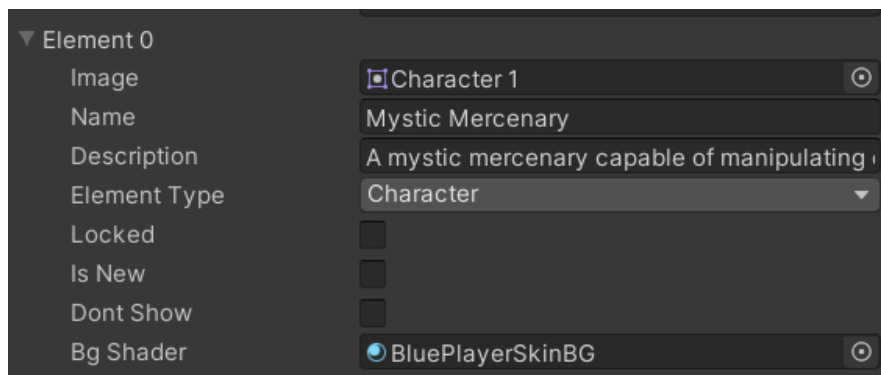 Element 0
Image Character 1
Name Mystic Mercenary
Description A mystic mercenary capable of manipulating
Element Type Character
Locked
Is New
Dont Show
Bg Shader BluePlayerSkinBG